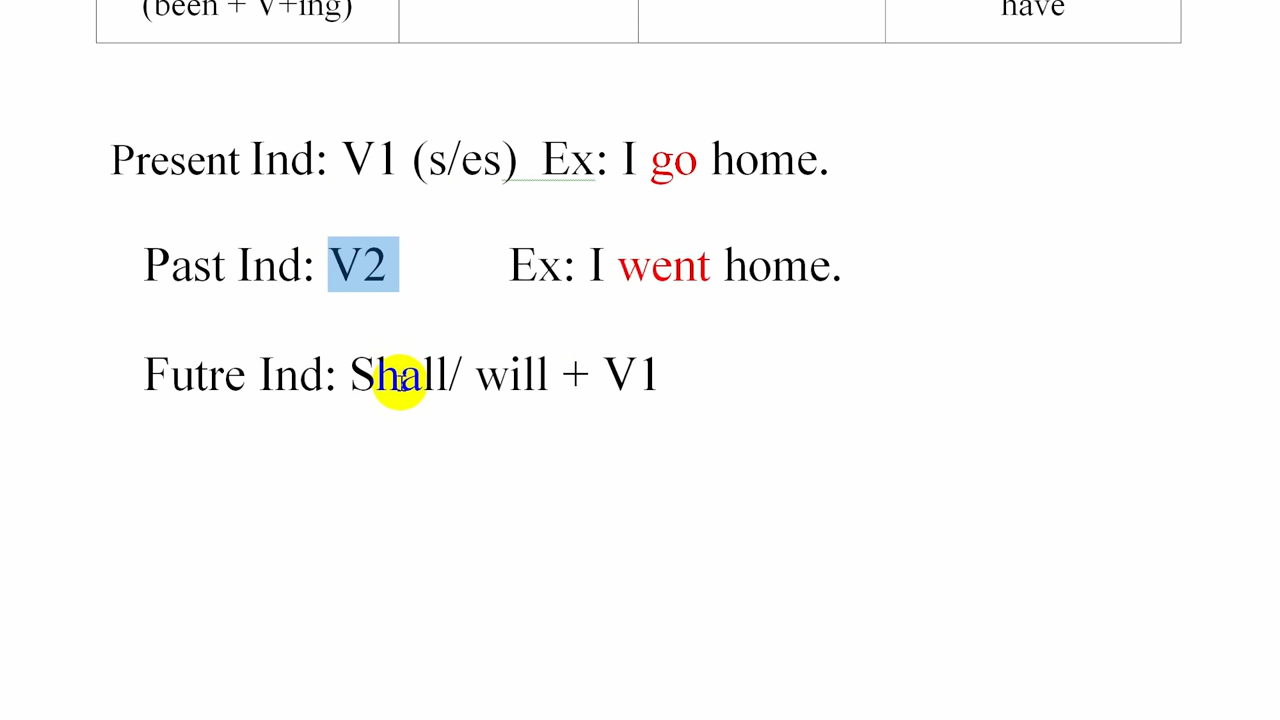 (been + V+ing) have
Present Ind: V1 (s/es) Ex: I go home.
Past Ind: V2 Ex: I went home.
Futre Ind: Shall/ will + V1